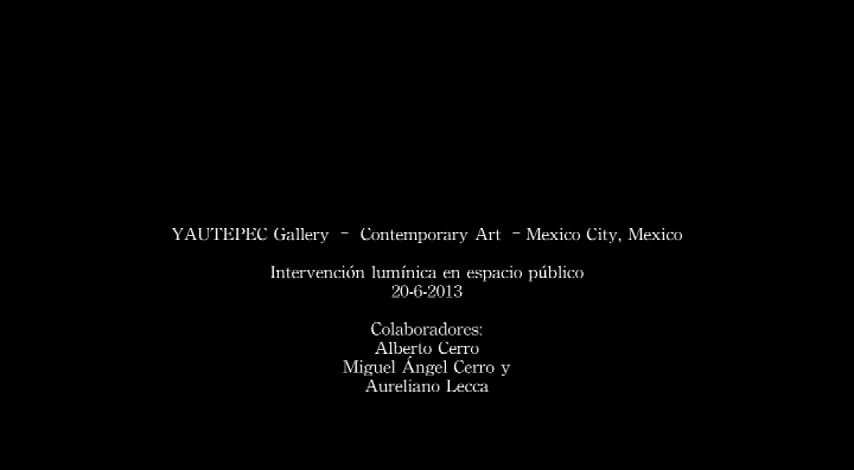 YAUTEPEC Gallery – Contemporary Art – Mexico City, Mexico
Intervención lumínica en espacio público
20-6-2013
Colaboradores:
Alberto Cerro
Miguel Ángel Cerro y
Aureliano Lecca